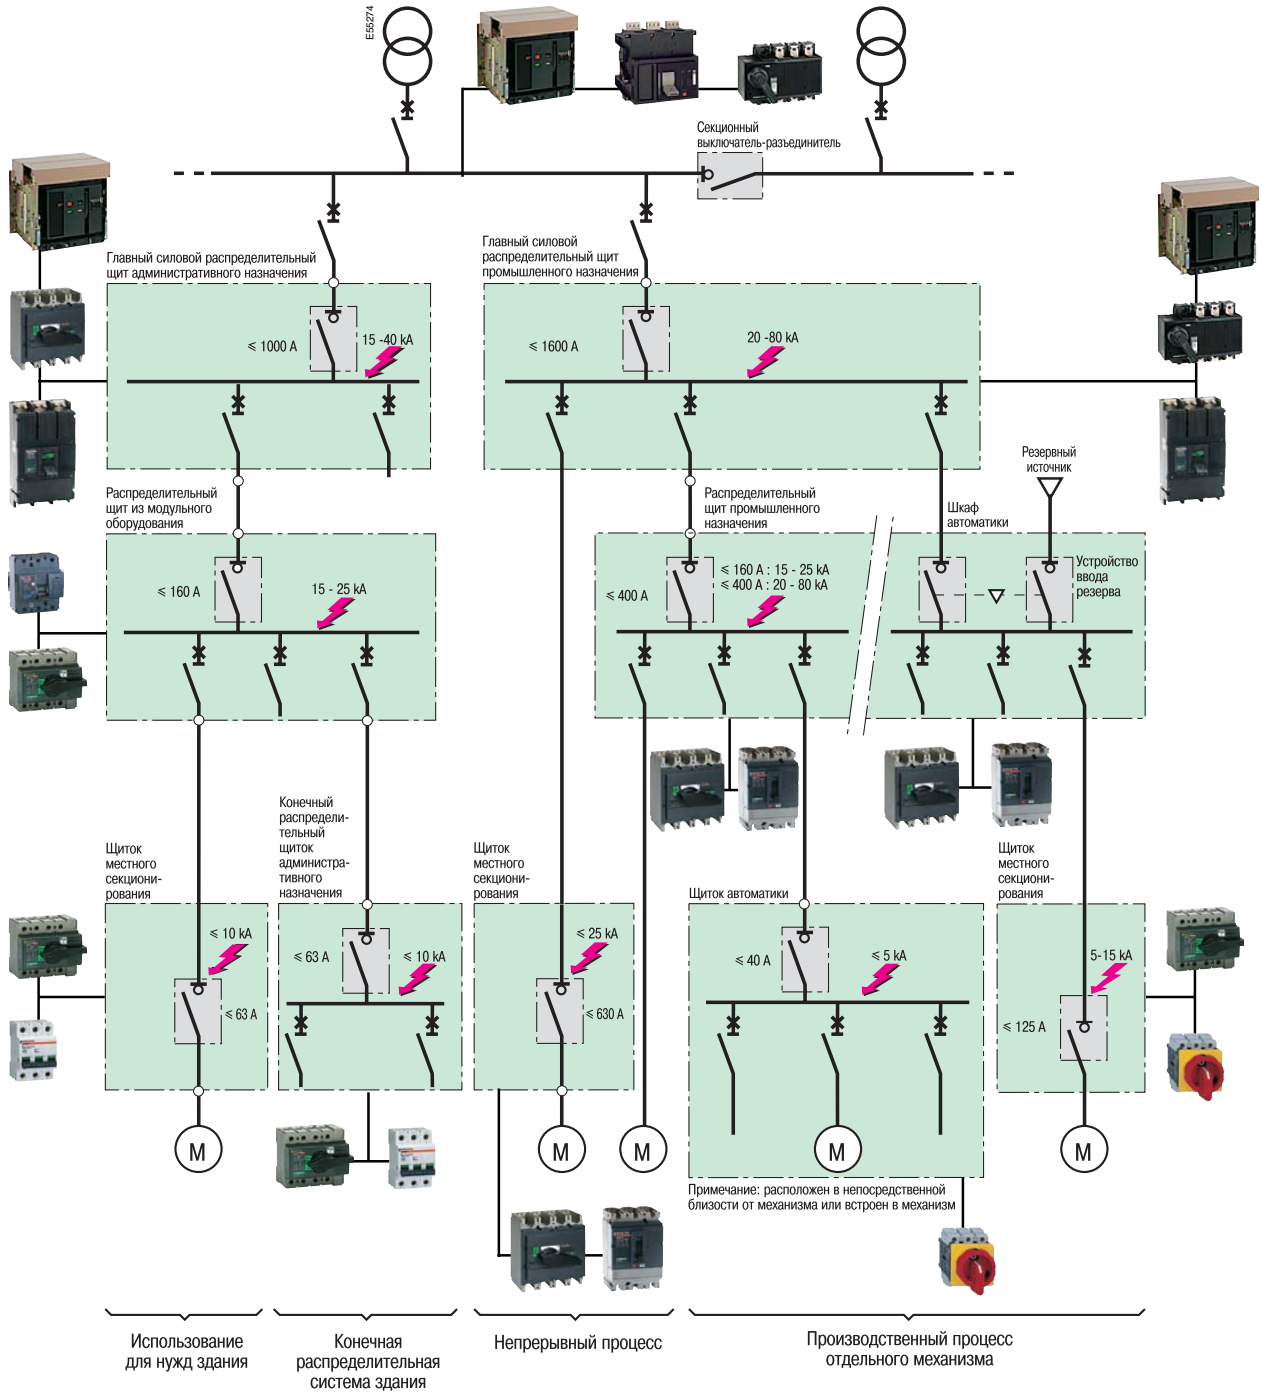 E55274
Секционный
выключатель-разъединитель
Главный силовой распределительный
щит административного назначения
Главный силовой
распределительный щит
промышленного назначения
⩽ 1000 A
15 -40 kA
⩽ 1600 A
20 -80 kA
Резервный
источник
Распределительный
щит из модульного
оборудования
Распределительный
щит промышленного
назначения
Шкаф
автоматики
⩽ 160 A
15 - 25 kA
⩽ 400 A
⩽ 160 A : 15 - 25 kA
⩽ 400 A : 20 - 80 kA
Устройство
ввода
резерва
Щиток
местного
секциони-
рования
Конечный
распредели-
тельный
щиток
администра-
тивного
назначения
Щиток
местного
секциони-
рования
Щиток автоматики
Щиток
местного
секциони-
рования
⩽ 10 kA
⩽ 63 A
⩽ 63 A
⩽ 10 kA
⩽ 25 kA
⩽ 630 A
⩽ 40 A
⩽ 5 kA
5-15 kA
⩽ 125 A
M
M
M
M
M
Примечание: расположен в непосредственной
близости от механизма или встроен в механизм
Использование
для нужд здания
Конечная
распределительная
система здания
Непрерывный процесс
Производственный процесс
отдельного механизма